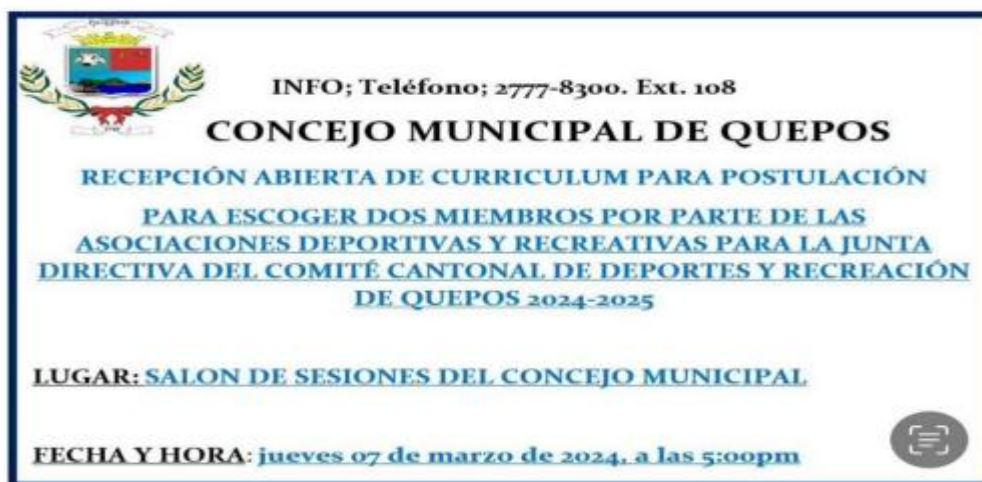 INFO; Teléfono; 2777-8300. Ext. 108
CONCEJO MUNICIPAL DE QUEPOS
RECEPCIÓN ABIERTA DE CURRICULUM PARA POSTULACIÓN
PARA ESCOGER DOS MIEMBROS POR PARTE DE LAS
ASOCIACIONES DEPORTIVAS Y RECREATIVAS PARA LA JUNTA
DIRECTIVA DEL COMITÉ CANTONAL DE DEPORTES Y RECREACIÓN
DE QUEPOS 2024-2025
LUGAR: SALON DE SESIONES DEL CONCEJO MUNICIPAL
FECHA Y HORA: jueves 07 de marzo de 2024, a las 5:00pm